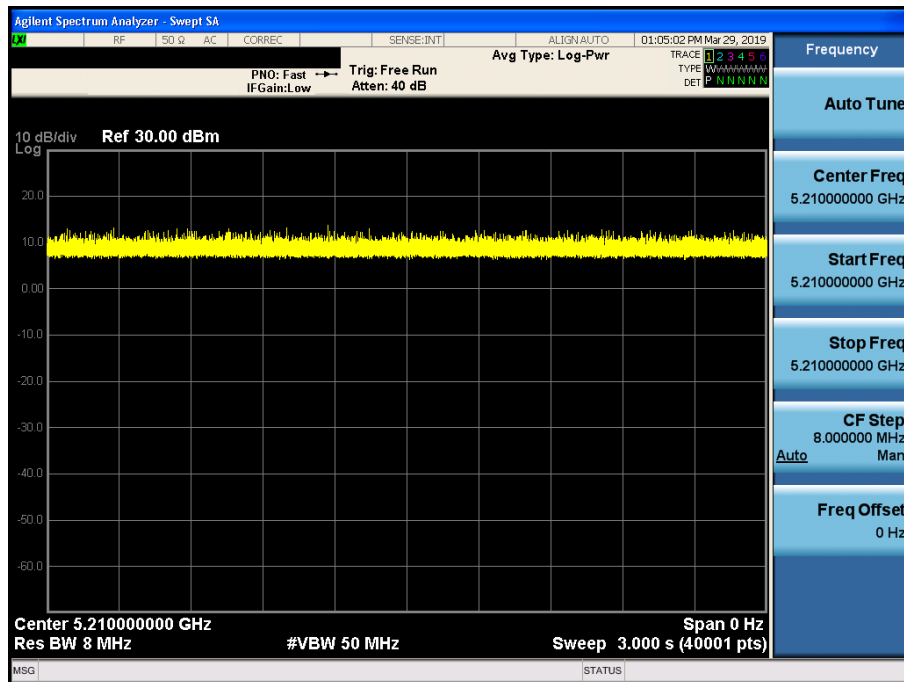 Agilent Spectrum Analyzer - Swept SA
LXI RF 50 Ω AC CORREC SENSE:INT ALIGN AUTO 01:05:02 PM Mar 29, 2019
Frequency
Avg Type: Log-Pwr
TRACE 1 2 3 4 5 6
PNO: Fast Trig: Free Run
TYPE WWWWWW
IFGain:Low Atten: 40 dB
DET P N N N N N
Auto Tune
10 dB/div Ref 30.00 dBm
Log
20.0
10.0
0.00
-10.0
-20.0
-30.0
-40.0
-50.0
-60.0
Center Freq
5.210000000 GHz
Start Freq
5.210000000 GHz
Stop Freq
5.210000000 GHz
CF Step
8.000000 MHz
Auto Man
Freq Offset
0 Hz
Center 5.210000000 GHz Span 0 Hz
Res BW 8 MHz #VBW 50 MHz Sweep 3.000 s (40001 pts)
MSG STATUS